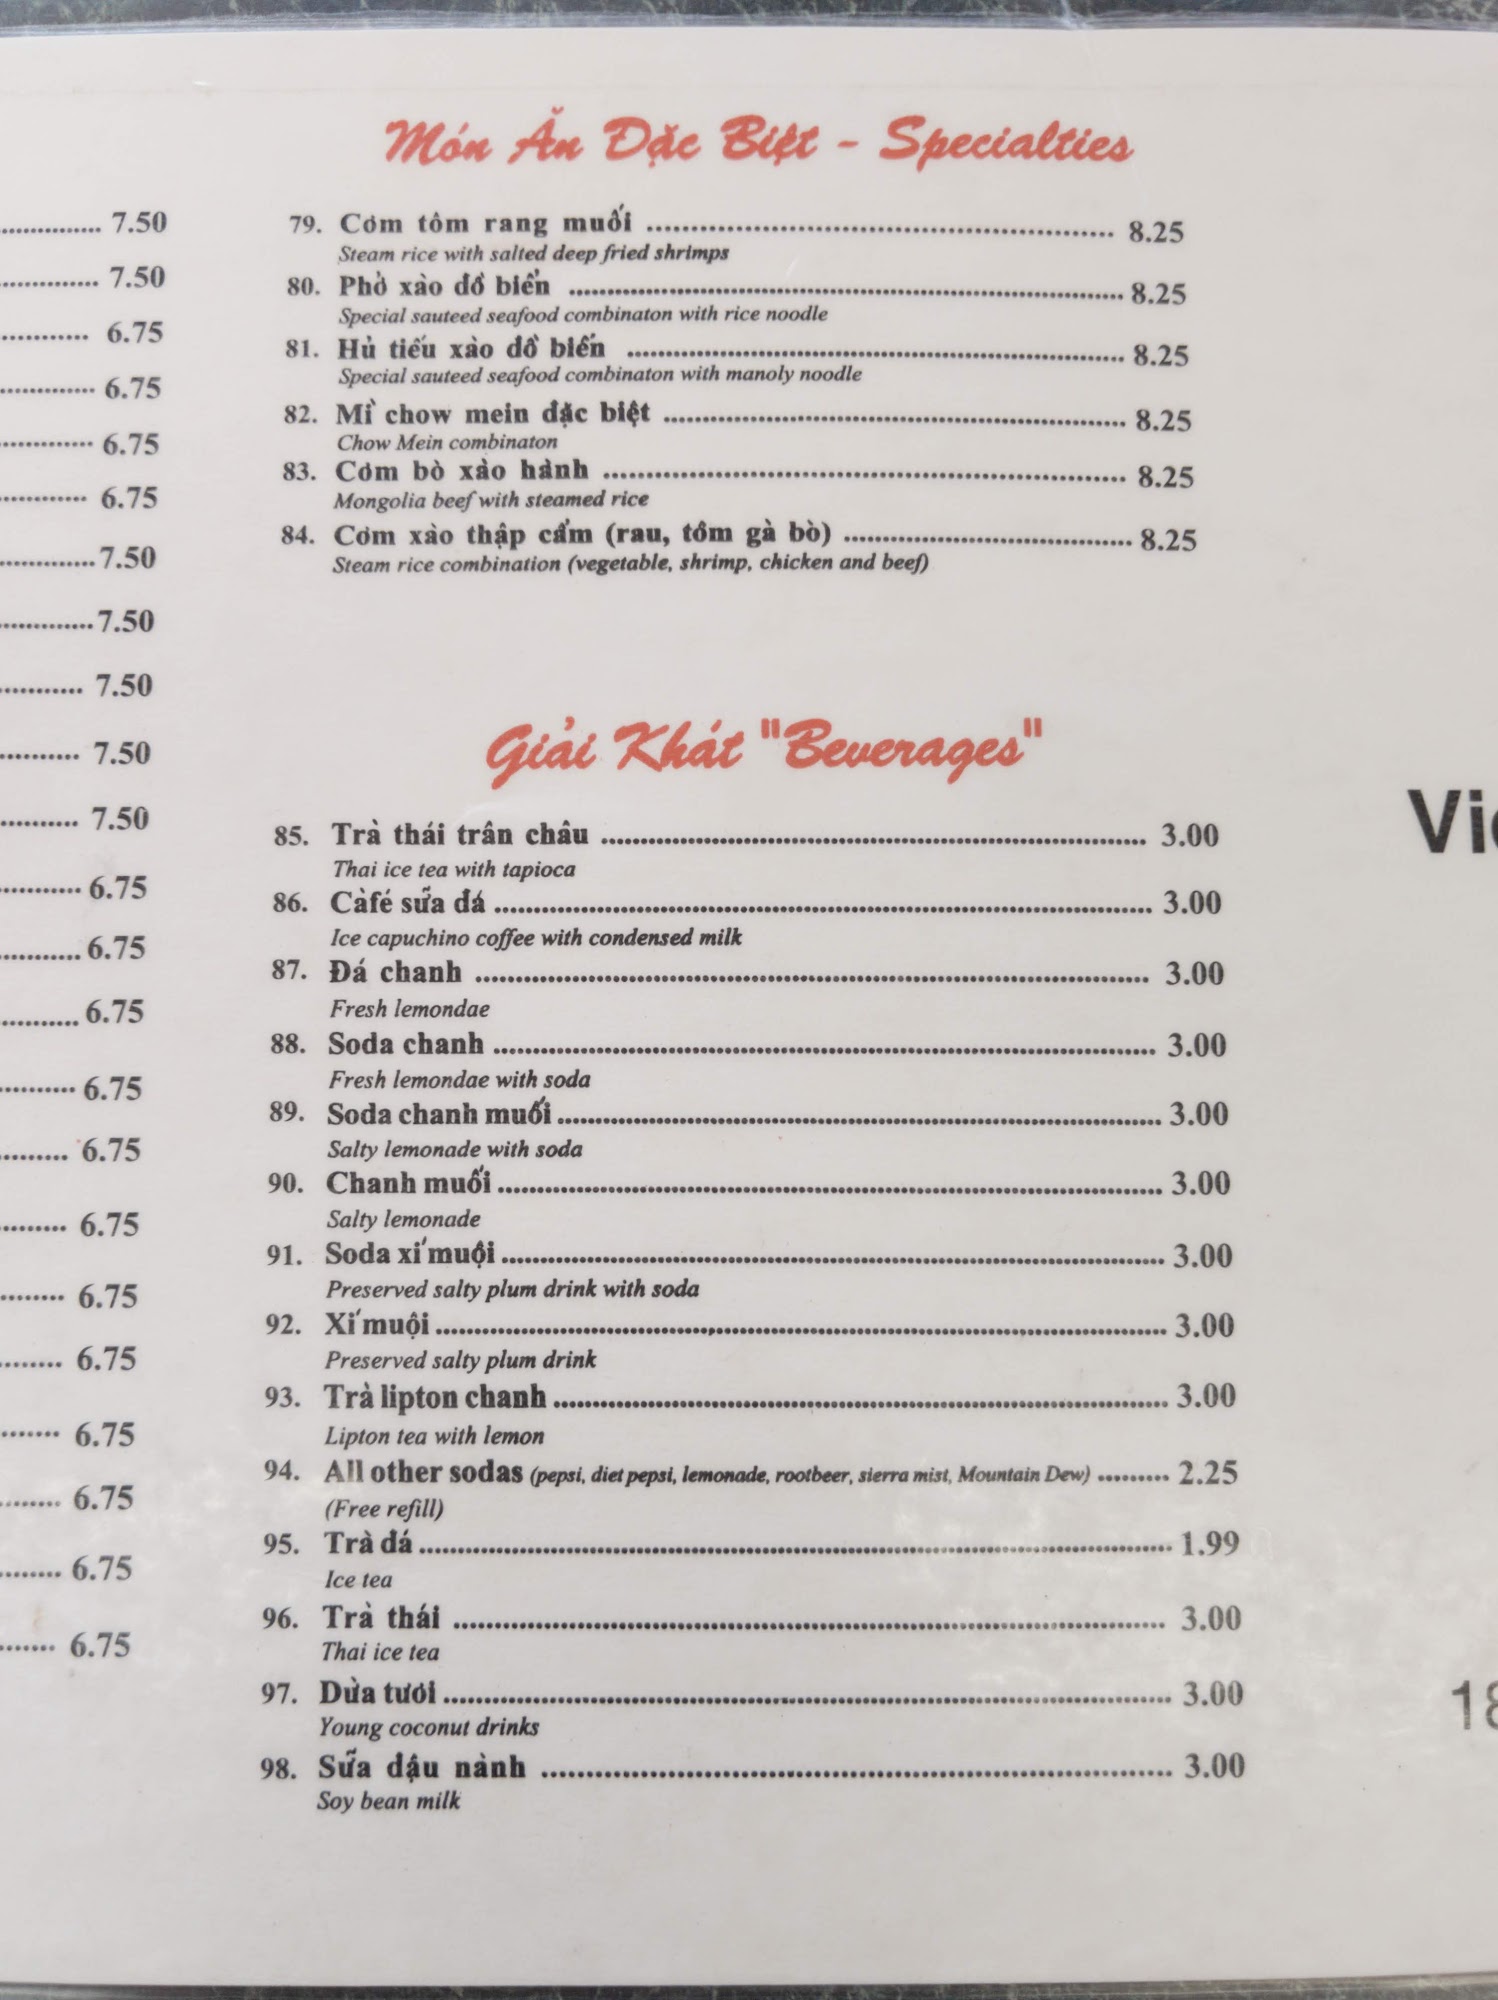 7.50
7.50
6.75
6.75
6.75
6.75
7.50
7.50
7.50
7.50
7.50
6.75
6.75
6.75
6.75
6.75
6.75
6.75
6.75
6.75
6.75
6.75
6.75
Món Ăn Đặc Biệt - Specialties
79. Cơm tôm rang muối ........ 8.25
Steam rice with salted deep fried shrimps
80. Phở xào đồ biển ........ 8.25
Special sauteed seafood combinaton with rice noodle
81. Hủ tiếu xào đồ biển ........ 8.25
Special sauteed seafood combinaton with manoly noodle
82. Mì chow mein đặc biệt ........ 8.25
Chow Mein combinaton
83. Cơm bò xào hành ........ 8.25
Mongolia beef with steamed rice
84. Cơm xào thập cẩm (rau, tôm gà bò) ........ 8.25
Steam rice combination (vegetable, shrimp, chicken and beef)
Giải Khát "Beverages"
85. Trà thái trân châu ........ 3.00
Thai ice tea with tapioca
86. Càfé sữa đá ........ 3.00
Ice capuchino coffee with condensed milk
87. Đá chanh ........ 3.00
Fresh lemondae
88. Soda chanh ........ 3.00
Fresh lemondae with soda
89. Soda chanh muối ........ 3.00
Salty lemonade with soda
90. Chanh muối ........ 3.00
Salty lemonade
91. Soda xí muội ........ 3.00
Preserved salty plum drink with soda
92. Xí muội ........ 3.00
Preserved salty plum drink
93. Trà lipton chanh ........ 3.00
Lipton tea with lemon
94. All other sodas (pepsi, diet pepsi, lemonade, rootbeer, sierra mist, Mountain Dew) ........ 2.25
(Free refill)
95. Trà đá ........ 1.99
Ice tea
96. Trà thái ........ 3.00
Thai ice tea
97. Dừa tươi ........ 3.00
Young coconut drinks
98. Sữa đậu nành ........ 3.00
Soy bean milk